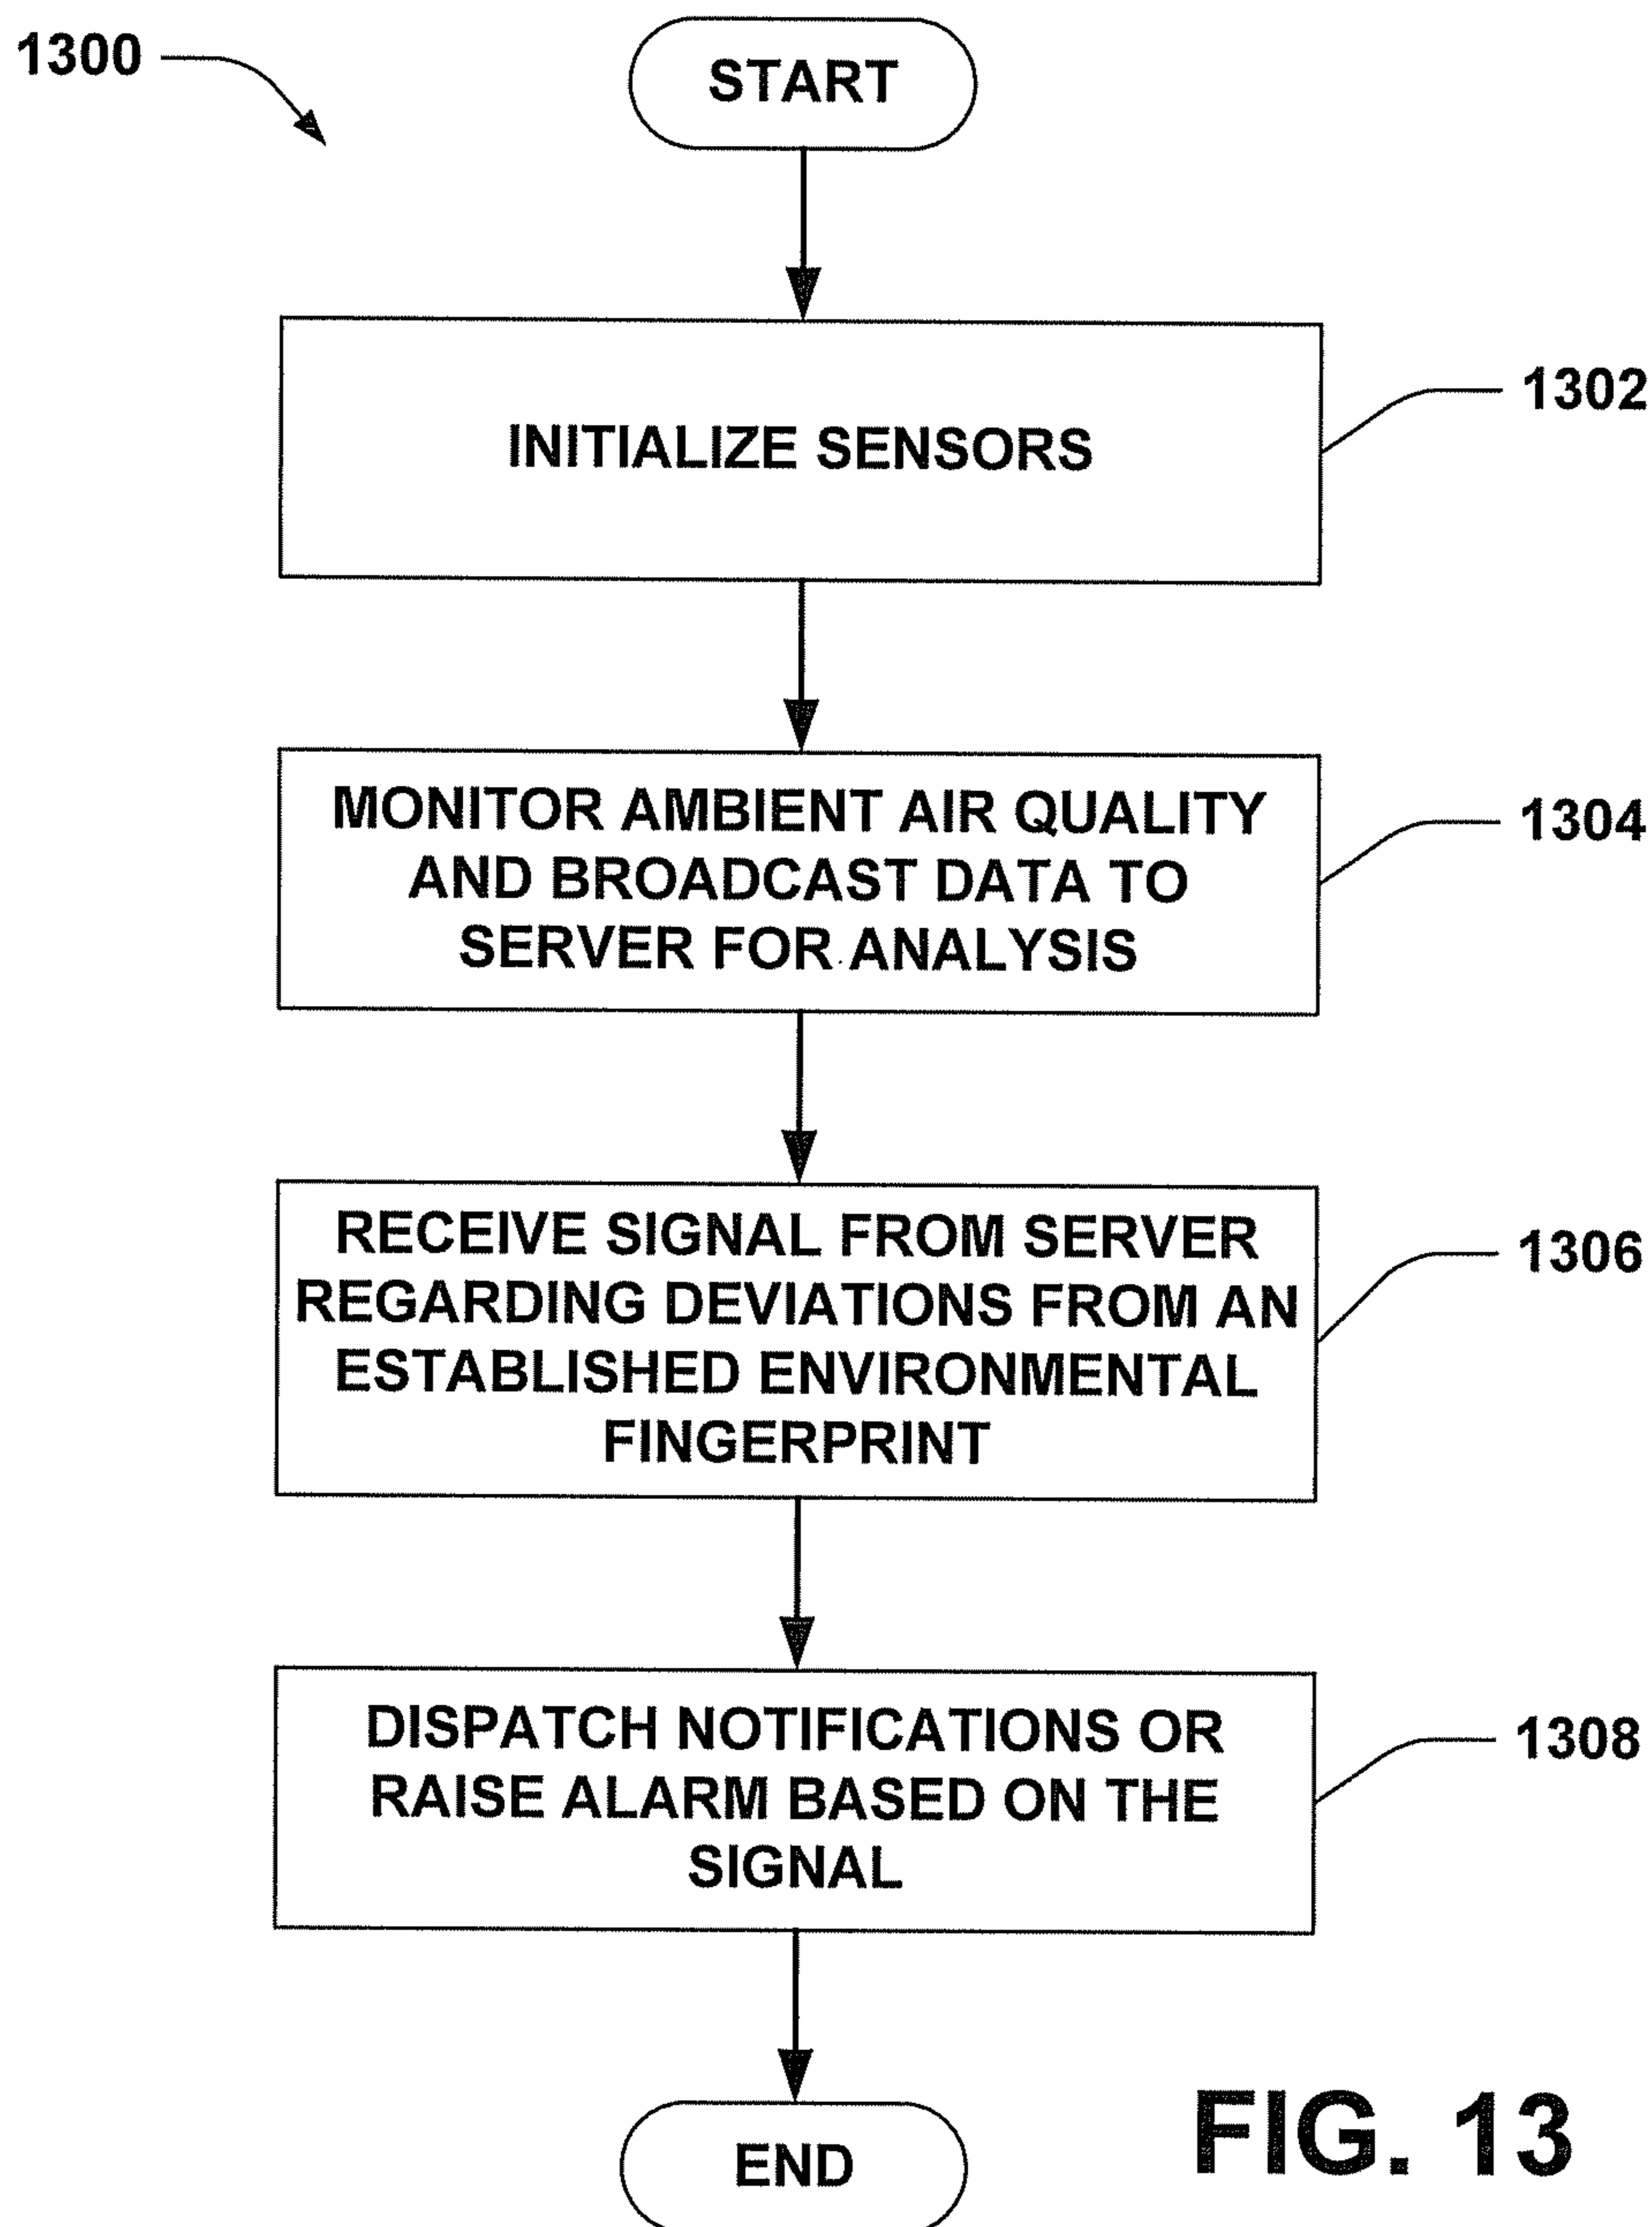 1300
START
INITIALIZE SENSORS
1302
MONITOR AMBIENT AIR QUALITY
AND BROADCAST DATA TO
SERVER FOR ANALYSIS
1304
RECEIVE SIGNAL FROM SERVER
REGARDING DEVIATIONS FROM AN
ESTABLISHED ENVIRONMENTAL
FINGERPRINT
1306
DISPATCH NOTIFICATIONS OR
RAISE ALARM BASED ON THE
SIGNAL
1308
END
FIG. 13